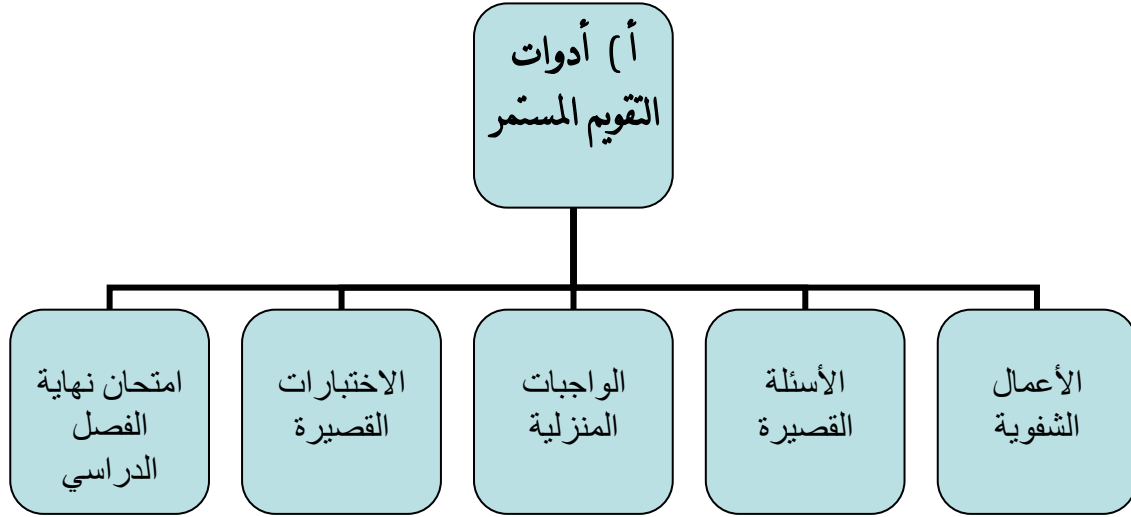 أ ) أدوات
التقويم المستمر
الأعمال
الشفوية
الأسئلة
القصيرة
الواجبات
المنزلية
الاختبارات
القصيرة
امتحان نهاية
الفصل
الدراسي